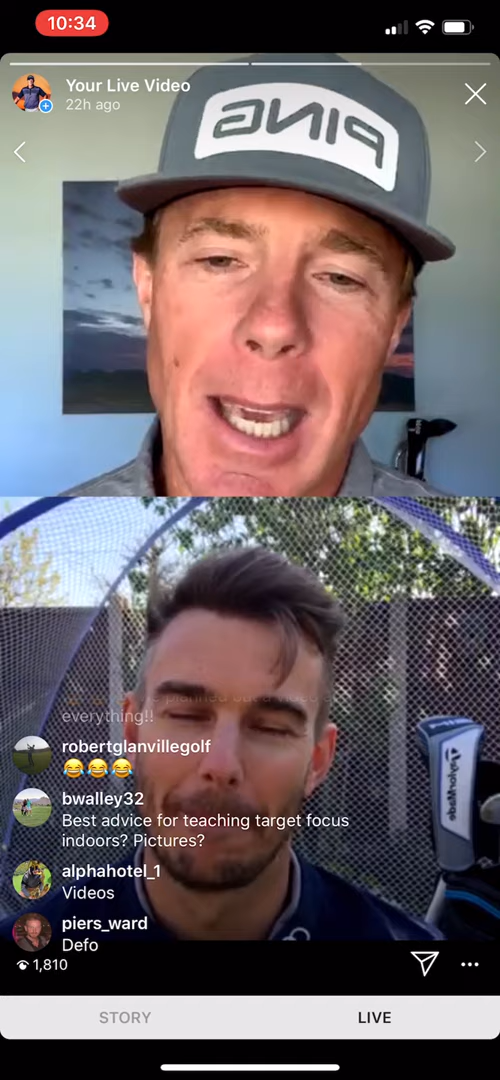 10:34
Your Live Video
22h ago
PING
everything!!
robertglanvillegolf
😂😂😂
bwalley32
Best advice for teaching target focus
indoors? Pictures?
TaylorMade
alphahotel_1
Videos
piers_ward
Defo
1,810
STORY
LIVE